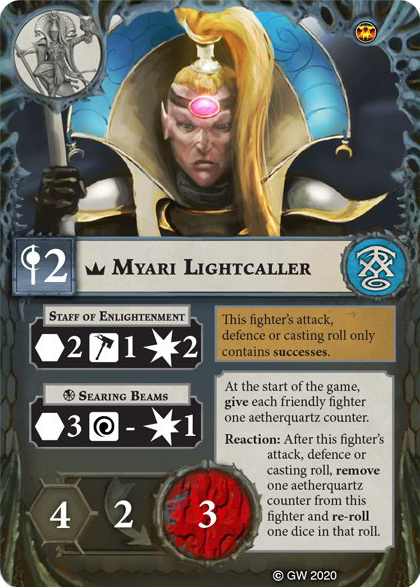 2
Myari Lightcaller
Staff of Enlightenment
2 1 2
This fighter's attack,
defence or casting roll only
contains successes.
Searing Beams
3 - 1
At the start of the game,
give each friendly fighter
one aetherquartz counter.
Reaction: After this fighter's
attack, defence or
casting roll, remove
one aetherquartz
counter from this
fighter and re-roll
one dice in that roll.
4 2 3
© GW 2020